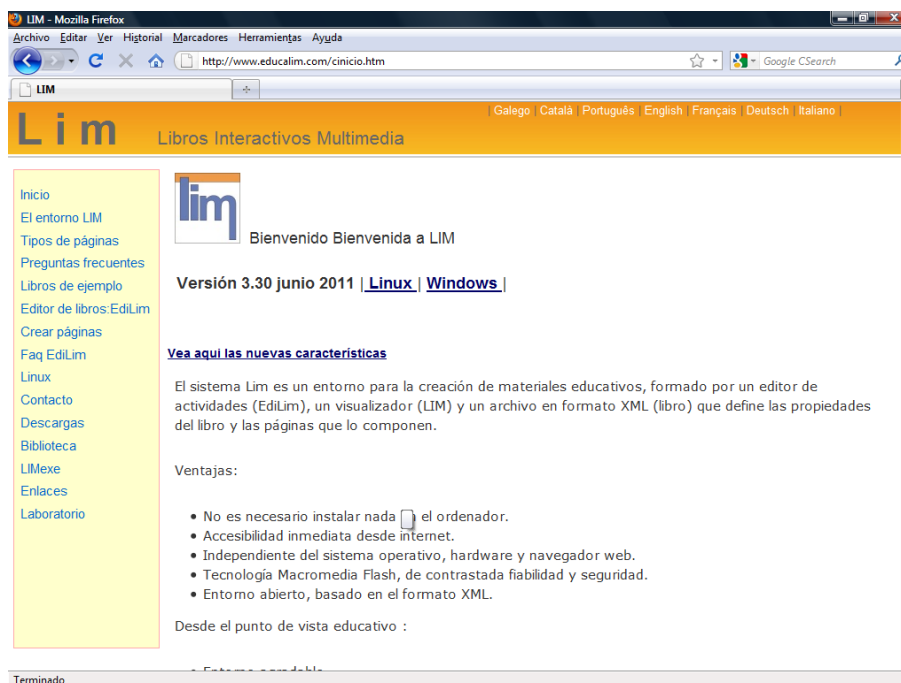 LIM - Mozilla Firefox
Archivo Editar Ver Historial Marcadores Herramientas Ayuda
http://www.educalim.com/cinicio.htm
Google CSearch
LIM
| Galego | Català | Português | English | Français | Deutsch | Italiano |
Lim Libros Interactivos Multimedia
Inicio
El entorno LIM
Tipos de páginas
Preguntas frecuentes
Libros de ejemplo
Editor de libros:EdiLim
Crear páginas
Faq EdiLim
Linux
Contacto
Descargas
Biblioteca
LIMexe
Enlaces
Laboratorio
lim
Bienvenido Bienvenida a LIM
Versión 3.30 junio 2011 | Linux | Windows |
Vea aqui las nuevas características
El sistema Lim es un entorno para la creación de materiales educativos, formado por un editor de
actividades (EdiLim), un visualizador (LIM) y un archivo en formato XML (libro) que define las propiedades
del libro y las páginas que lo componen.
Ventajas:
• No es necesario instalar nada el ordenador.
• Accesibilidad inmediata desde internet.
• Independiente del sistema operativo, hardware y navegador web.
• Tecnología Macromedia Flash, de contrastada fiabilidad y seguridad.
• Entorno abierto, basado en el formato XML.
Desde el punto de vista educativo :
Terminado